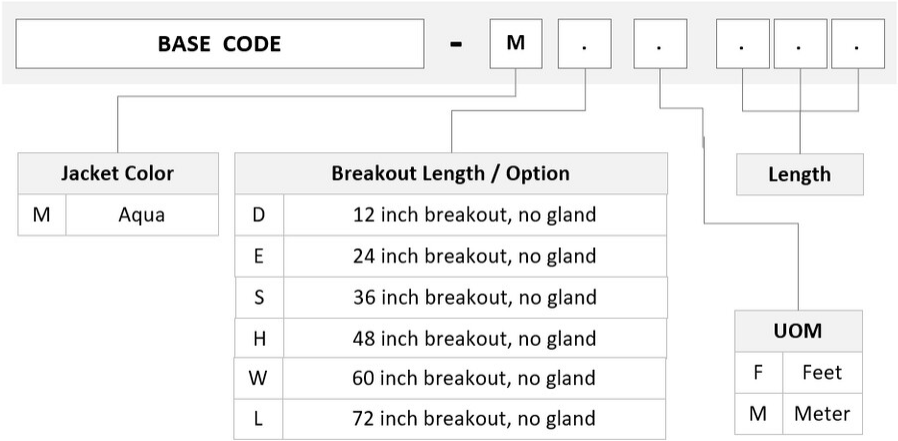 BASE CODE - M . . . . .
Jacket Color
M Aqua
Breakout Length / Option
D 12 inch breakout, no gland
E 24 inch breakout, no gland
S 36 inch breakout, no gland
H 48 inch breakout, no gland
W 60 inch breakout, no gland
L 72 inch breakout, no gland
Length
UOM
F Feet
M Meter